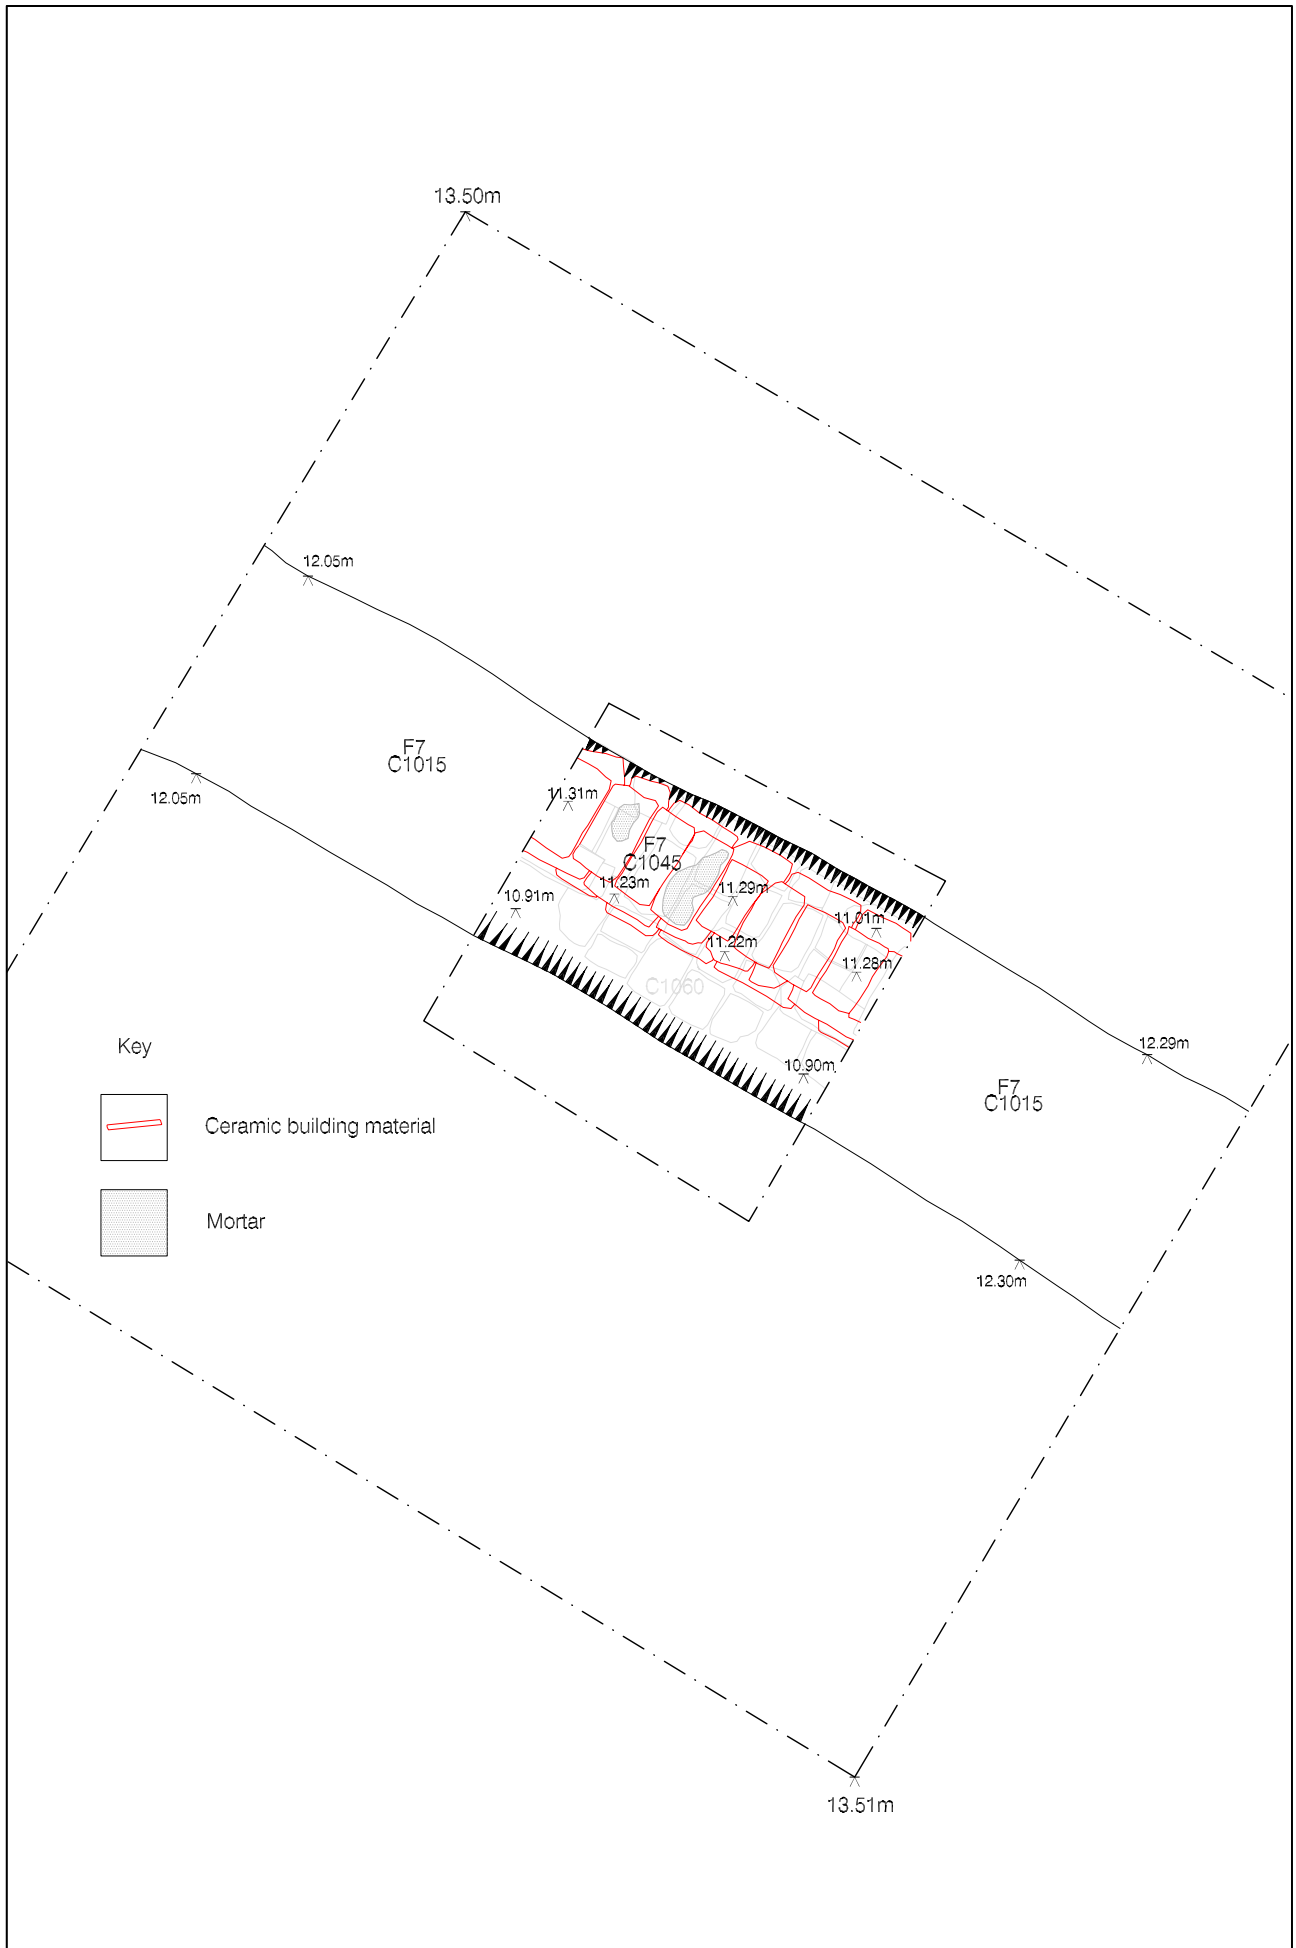 13.50m
12.05m
F7
C1015
12.05m
11.31m
F7
C1045
11.23m
11.29m
10.91m
11.01m
11.22m
11.28m
C1060
Key
12.29m
10.90m
F7
C1015
Ceramic building material
Mortar
12.30m
13.51m